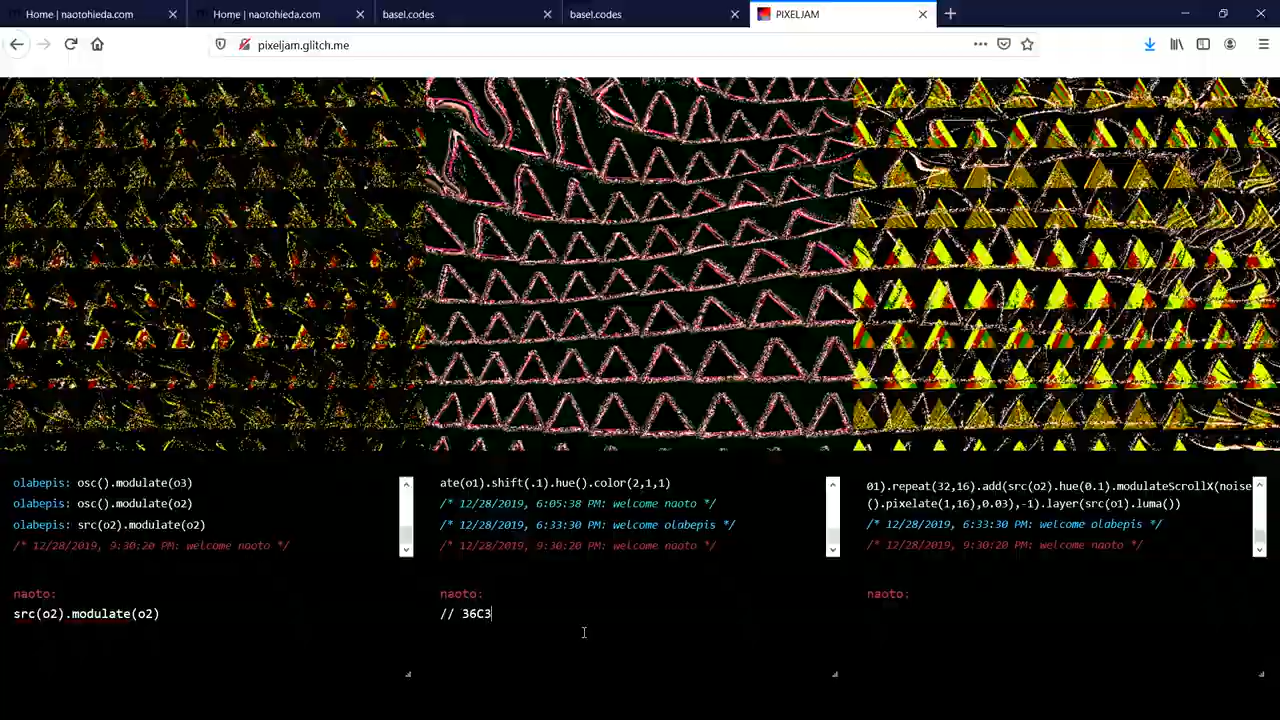 Home | naotohieda.com
Home | naotohieda.com
basel.codes
basel.codes
PIXELJAM
pixeljam.glitch.me
olabepis: osc().modulate(o3)
olabepis: osc().modulate(o2)
olabepis: src(o2).modulate(o2)
/* 12/28/2019, 9:30:20 PM: welcome naoto */
naoto:
src(o2).modulate(o2)
ate(o1).shift(.1).hue().color(2,1,1)
/* 12/28/2019, 6:05:38 PM: welcome naoto */
/* 12/28/2019, 6:33:30 PM: welcome olabepis */
/* 12/28/2019, 9:30:20 PM: welcome naoto */
naoto:
// 36C3
01).repeat(32,16).add(src(o2).hue(0.1).modulateScrollX(noise
().pixelate(1,16),0.03),-1).layer(src(o1).luma())
/* 12/28/2019, 6:33:30 PM: welcome olabepis */
/* 12/28/2019, 9:30:20 PM: welcome naoto */
naoto: